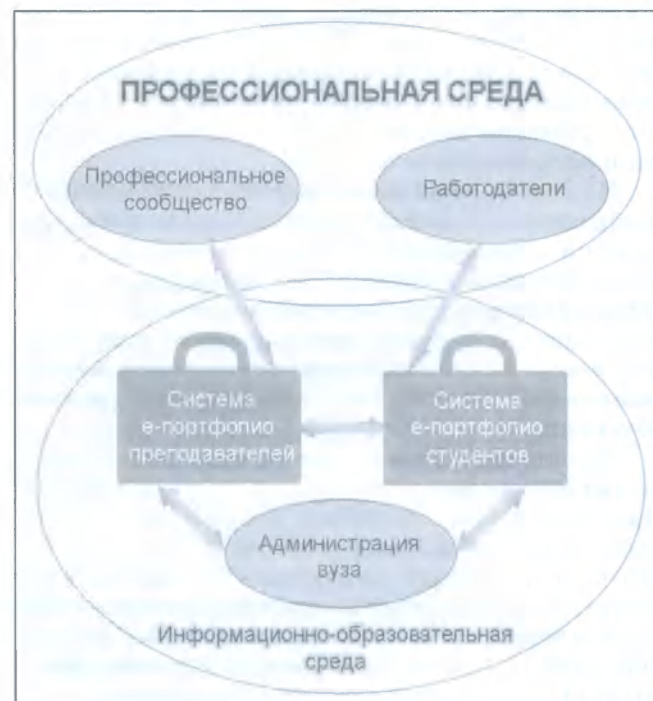 ПРОФЕССИОНАЛЬНАЯ СРЕДА
Профессиональное
сообщество
Работодатели
Система
е-портфолио
преподавателей
Система
е-портфолио
студентов
Администрация
вуза
Информационно-образовательная
среда